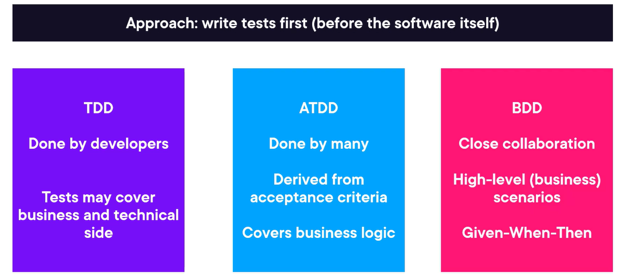 Approach: write tests first (before the software itself)
TDD
Done by developers
Tests may cover
business and technical
side
ATDD
Done by many
Derived from
acceptance criteria
Covers business logic
BDD
Close collaboration
High-level (business)
scenarios
Given-When-Then